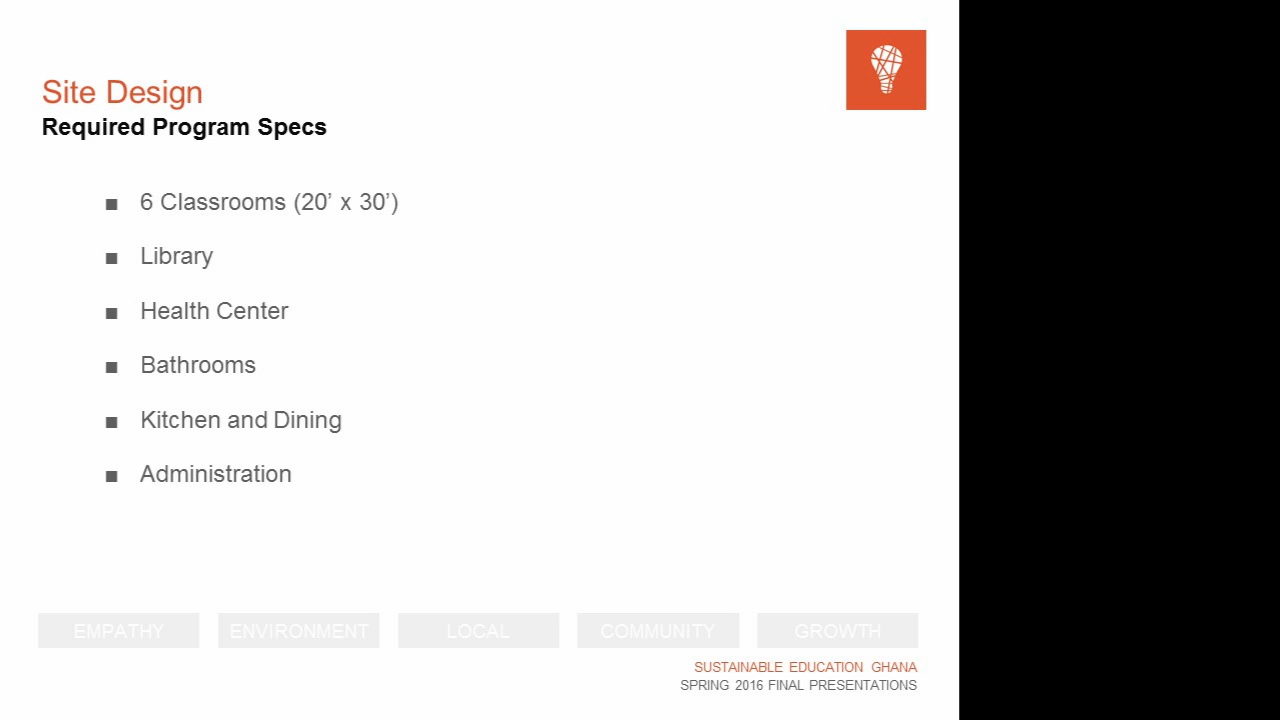 Site Design
Required Program Specs
■ 6 Classrooms (20’ x 30’)
■ Library
■ Health Center
■ Bathrooms
■ Kitchen and Dining
■ Administration
EMPATHY ENVIRONMENT LOCAL COMMUNITY GROWTH
SUSTAINABLE EDUCATION GHANA
SPRING 2016 FINAL PRESENTATIONS